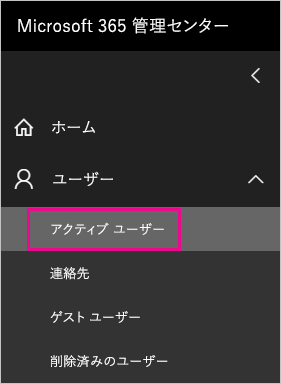 Microsoft 365 管理センター
ホーム
ユーザー
アクティブ ユーザー
連絡先
ゲスト ユーザー
削除済みのユーザー